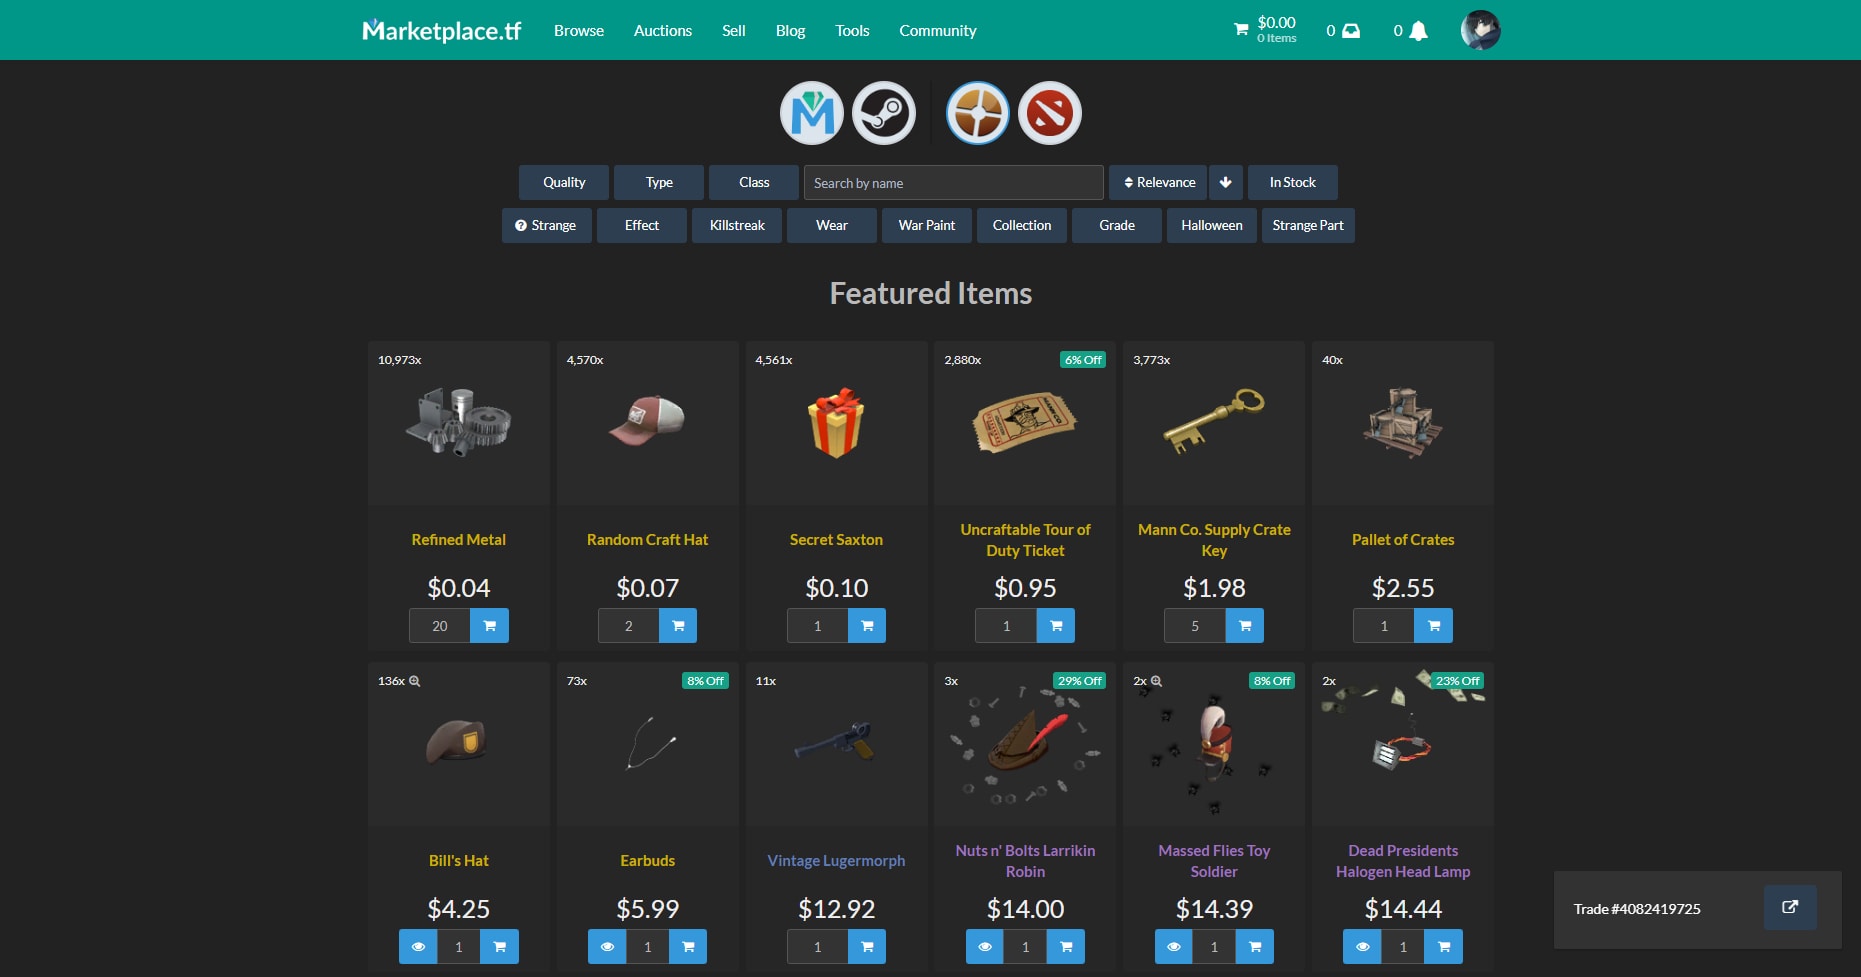 Marketplace.tf Browse Auctions Sell Blog Tools Community $0.00 0 Items 0 0
Quality Type Class Search by name Relevance In Stock
Strange Effect Killstreak Wear War Paint Collection Grade Halloween Strange Part
Featured Items
10,973x 4,570x 4,561x 2,880x 6% Off 3,773x 40x
Refined Metal
Random Craft Hat
Secret Saxton
Uncraftable Tour of
Duty Ticket
Mann Co. Supply Crate
Key
Pallet of Crates
$0.04 $0.07 $0.10 $0.95 $1.98 $2.55
20 2 1 1 5 1
136x 73x 8% Off 11x 3x 29% Off 2x 8% Off 2x 23% Off
Bill's Hat
Earbuds
Vintage Lugermorph
Nuts n' Bolts Larrikin
Robin
Massed Flies Toy
Soldier
Dead Presidents
Halogen Head Lamp
$4.25 $5.99 $12.92 $14.00 $14.39 $14.44
1 1 1 1 1 1
Trade #4082419725